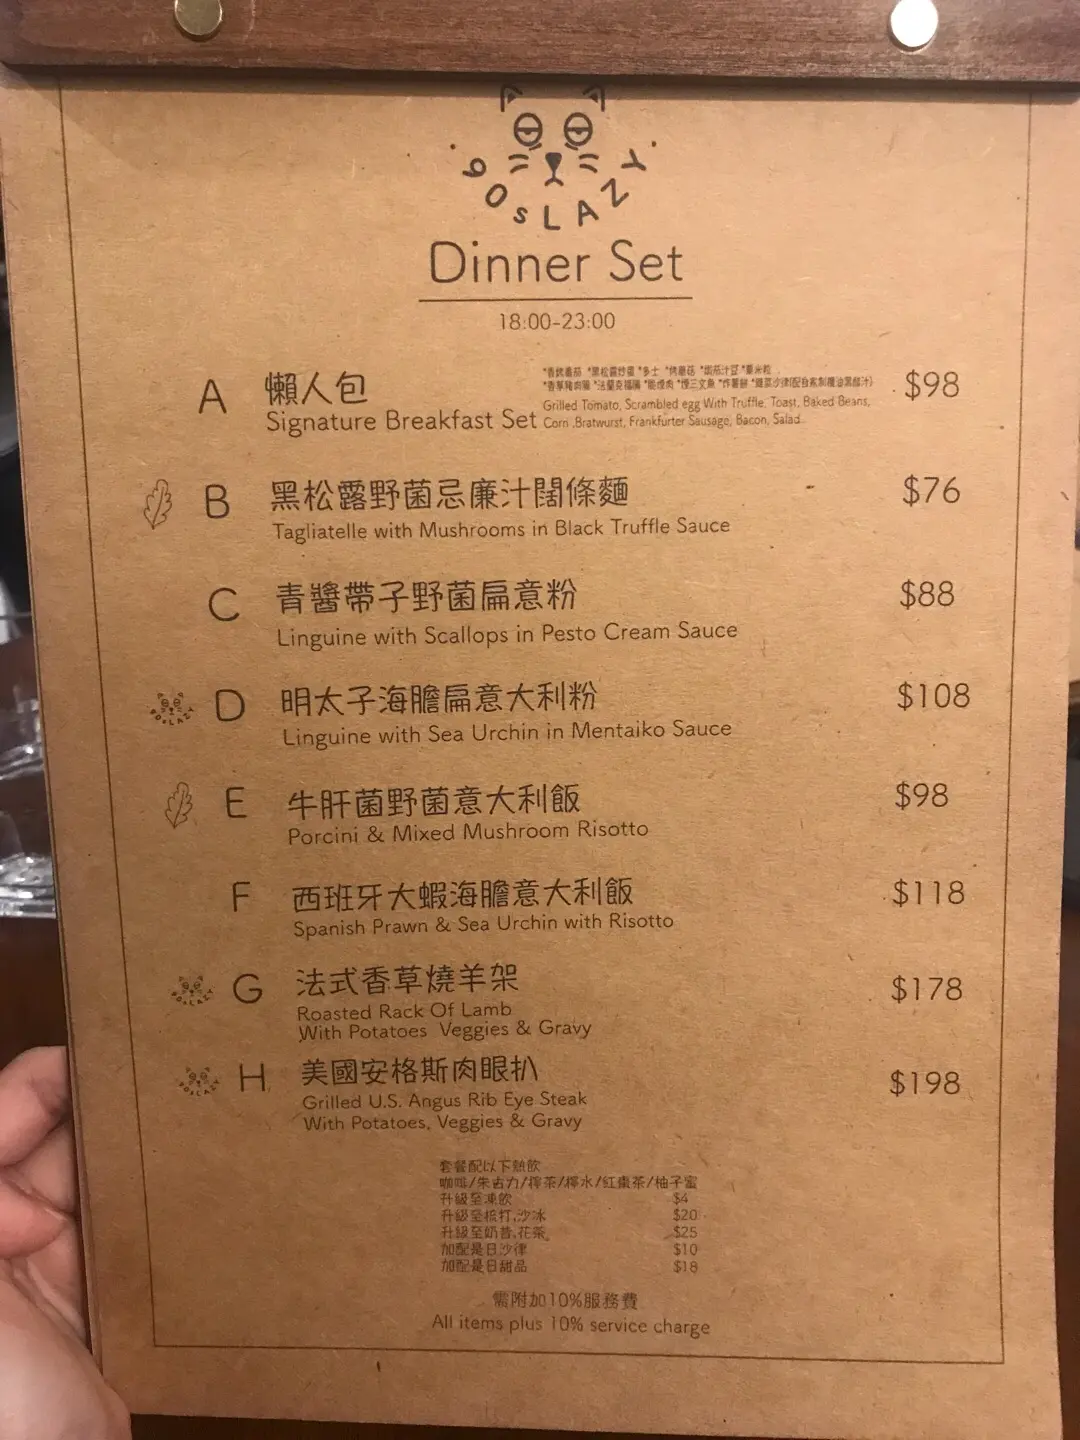 90sLAZY
Dinner Set
18:00-23:00
A 懶人包 $98
Signature Breakfast Set
Grilled Tomato, Scrambled egg With Truffle, Toast, Baked Beans,
Corn ,Bratwurst, Frankfurter Sausage, Bacon, Salad
B 黑松露野菌忌廉汁闊條麵 $76
Tagliatelle with Mushrooms in Black Truffle Sauce
C 青醬帶子野菌扁意粉 $88
Linguine with Scallops in Pesto Cream Sauce
D 明太子海膽扁意大利粉 $108
Linguine with Sea Urchin in Mentaiko Sauce
E 牛肝菌野菌意大利飯 $98
Porcini & Mixed Mushroom Risotto
F 西班牙大蝦海膽意大利飯 $118
Spanish Prawn & Sea Urchin with Risotto
G 法式香草燒羊架 $178
Roasted Rack Of Lamb
With Potatoes Veggies & Gravy
H 美國安格斯肉眼扒 $198
Grilled U.S. Angus Rib Eye Steak
With Potatoes, Veggies & Gravy
套餐配以下熱飲
咖啡/朱古力/檸茶/檸水/紅棗茶/柚子蜜
升級至凍飲 $4
升級至梳打,沙冰 $20
升級至奶昔,花茶 $25
加配是日沙律 $10
加配是日甜品 $18
需附加10%服務費
All items plus 10% service charge